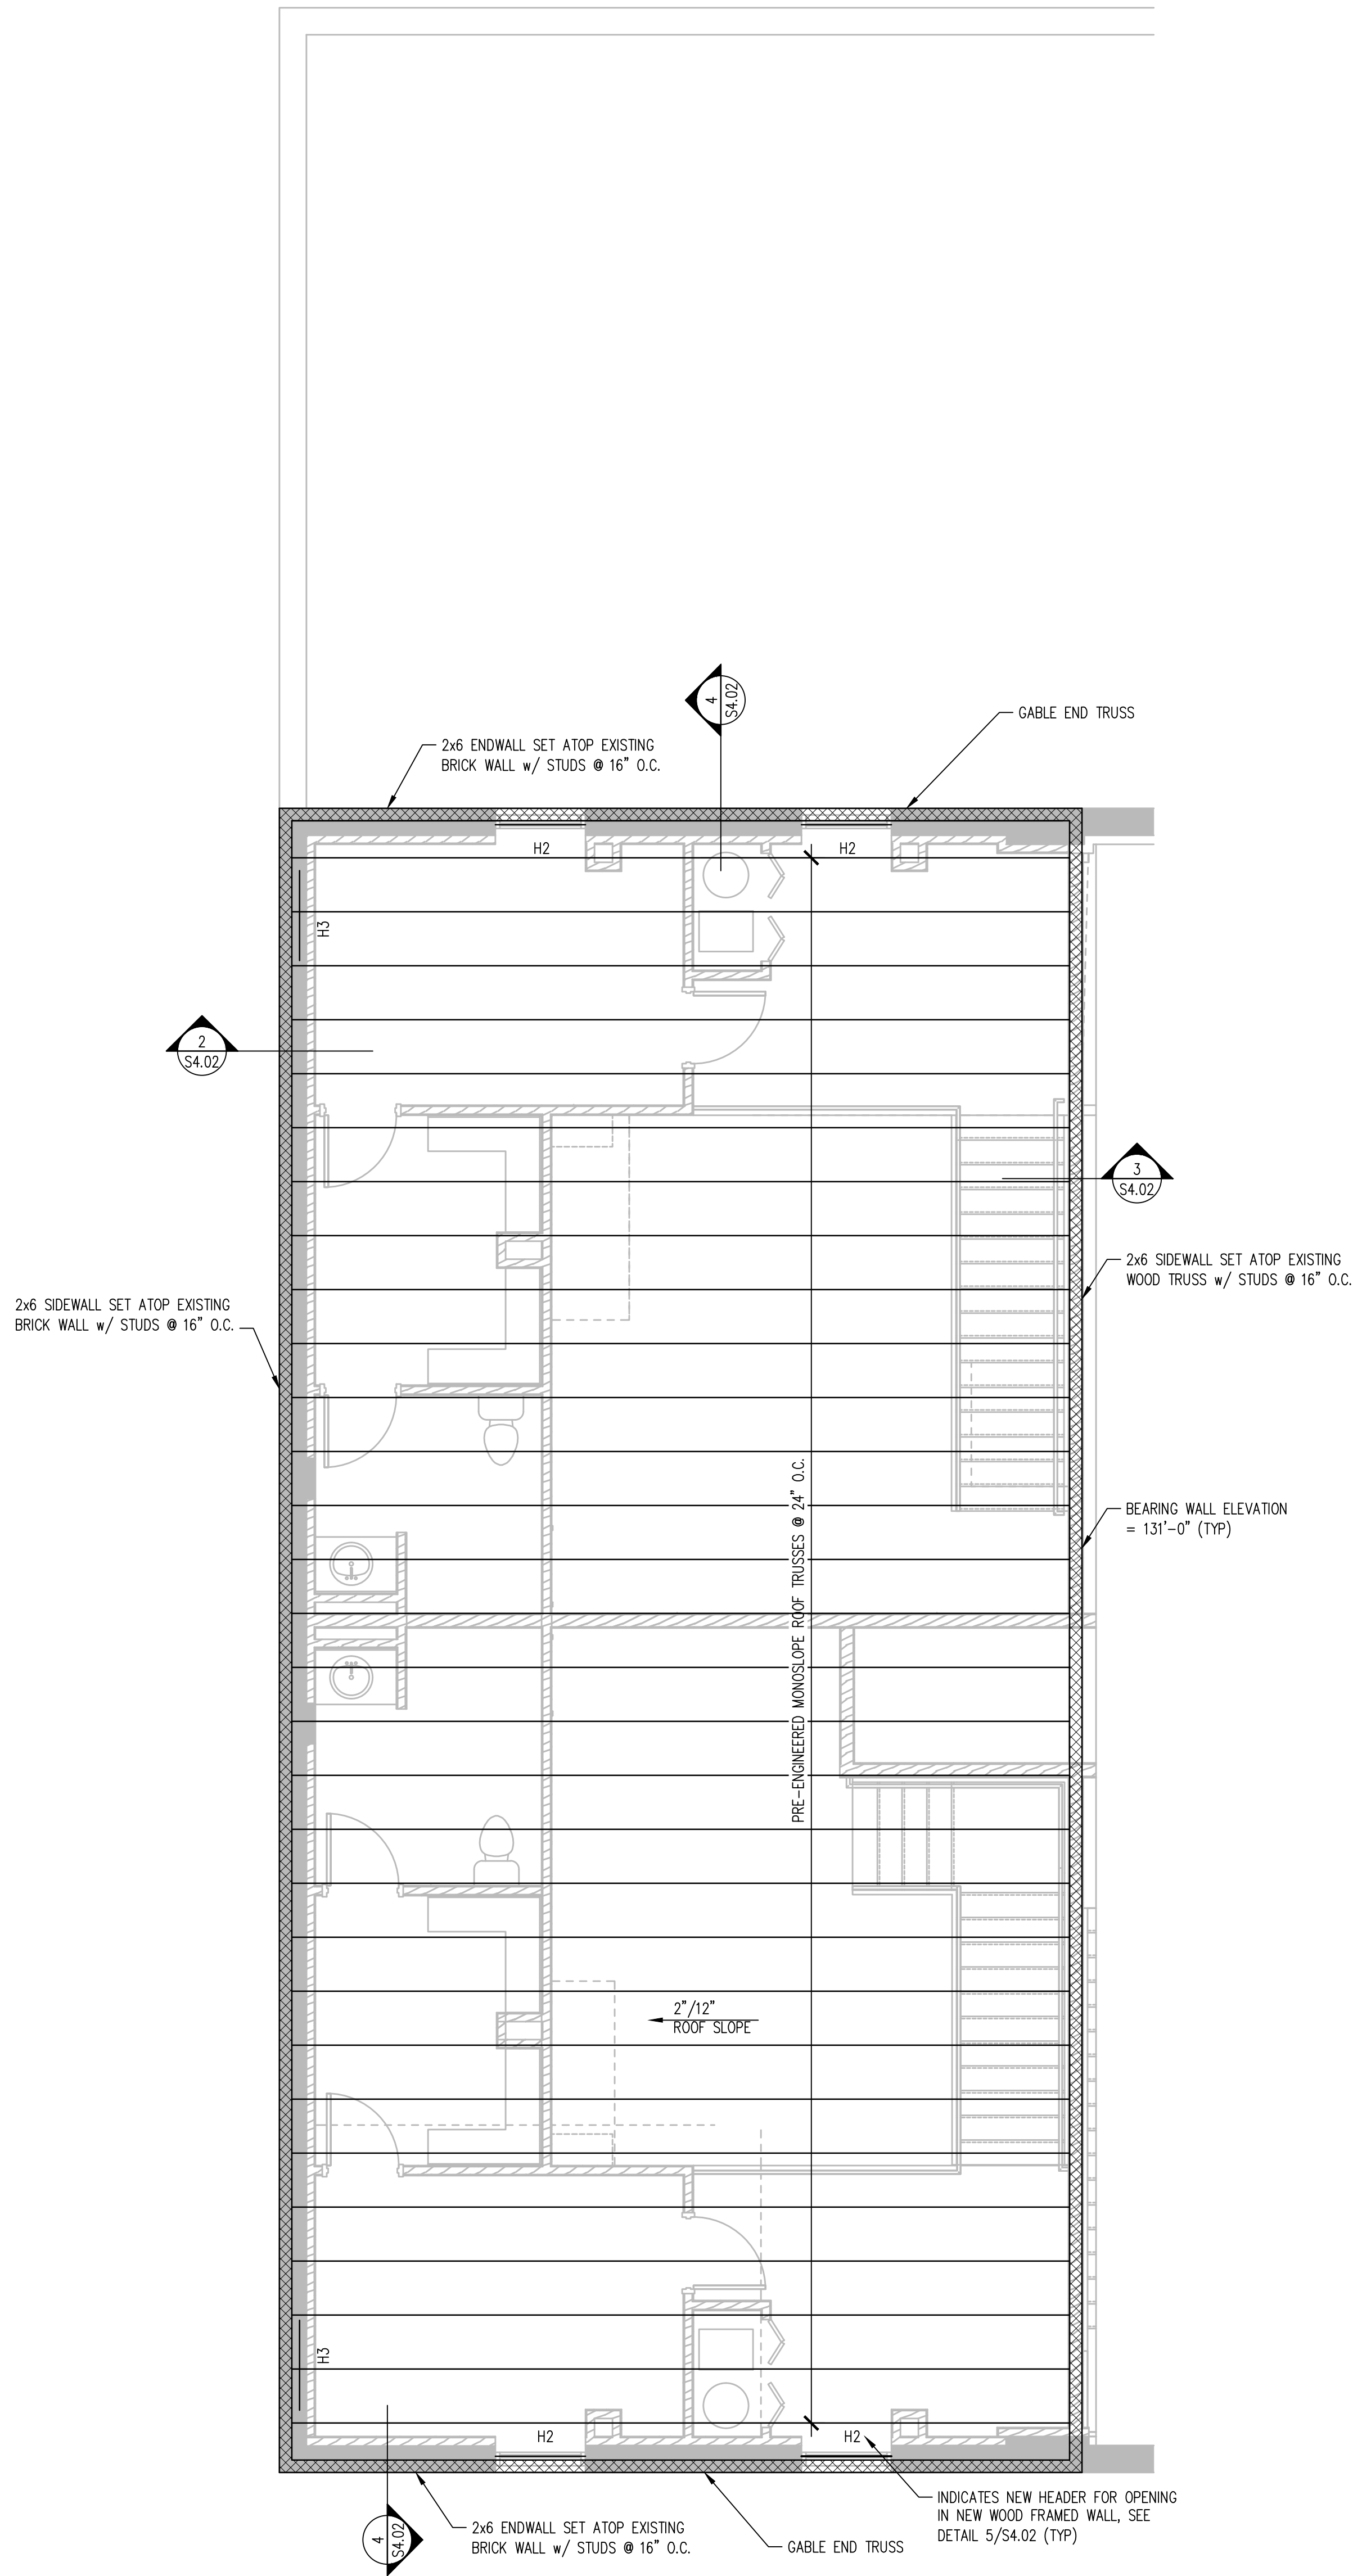 4
S4.02
GABLE END TRUSS
2x6 ENDWALL SET ATOP EXISTING
BRICK WALL w/ STUDS @ 16" O.C.
H2
H2
H3
2
S4.02
3
S4.02
2x6 SIDEWALL SET ATOP EXISTING
WOOD TRUSS w/ STUDS @ 16" O.C.
2x6 SIDEWALL SET ATOP EXISTING
BRICK WALL w/ STUDS @ 16" O.C.
PRE-ENGINEERED MONOSLOPE ROOF TRUSSES @ 24" O.C.
BEARING WALL ELEVATION
= 131'-0" (TYP)
2"/12"
ROOF SLOPE
H3
H2
H2
INDICATES NEW HEADER FOR OPENING
IN NEW WOOD FRAMED WALL, SEE
DETAIL 5/S4.02 (TYP)
4
S4.02
2x6 ENDWALL SET ATOP EXISTING
BRICK WALL w/ STUDS @ 16" O.C.
GABLE END TRUSS